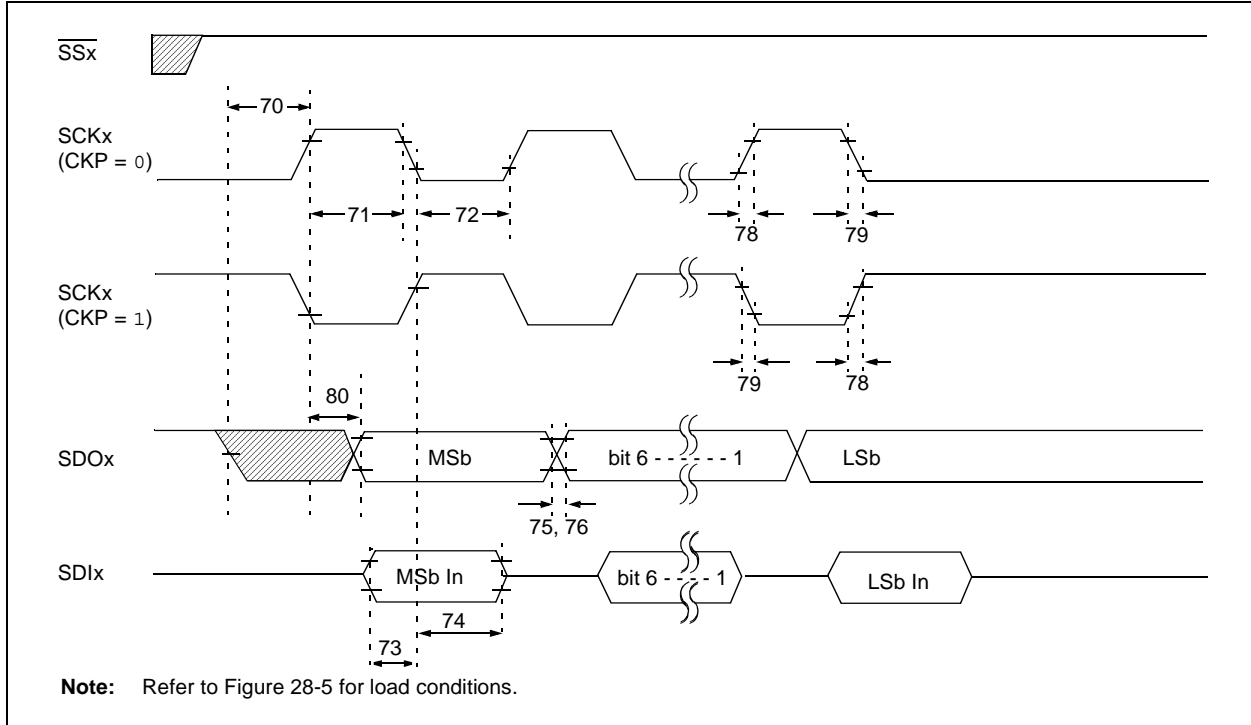 SSx
70
SCKx
(CKP = 0)
71
72
78
79
SCKx
(CKP = 1)
79
78
80
SDOx
MSb
bit 6 - - - - - - 1
LSb
75, 76
SDIx
MSb In
bit 6 - - - - 1
LSb In
74
73
Note: Refer to Figure 28-5 for load conditions.